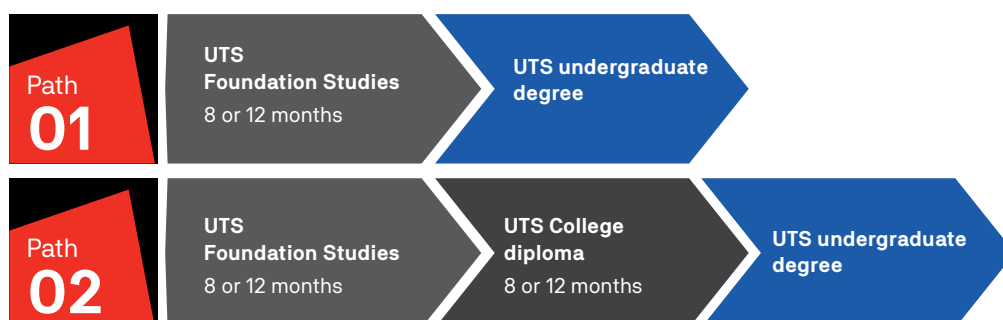 Path
01
UTS
Foundation Studies
8 or 12 months
UTS undergraduate
degree
Path
02
UTS
Foundation Studies
8 or 12 months
UTS College
diploma
8 or 12 months
UTS undergraduate
degree